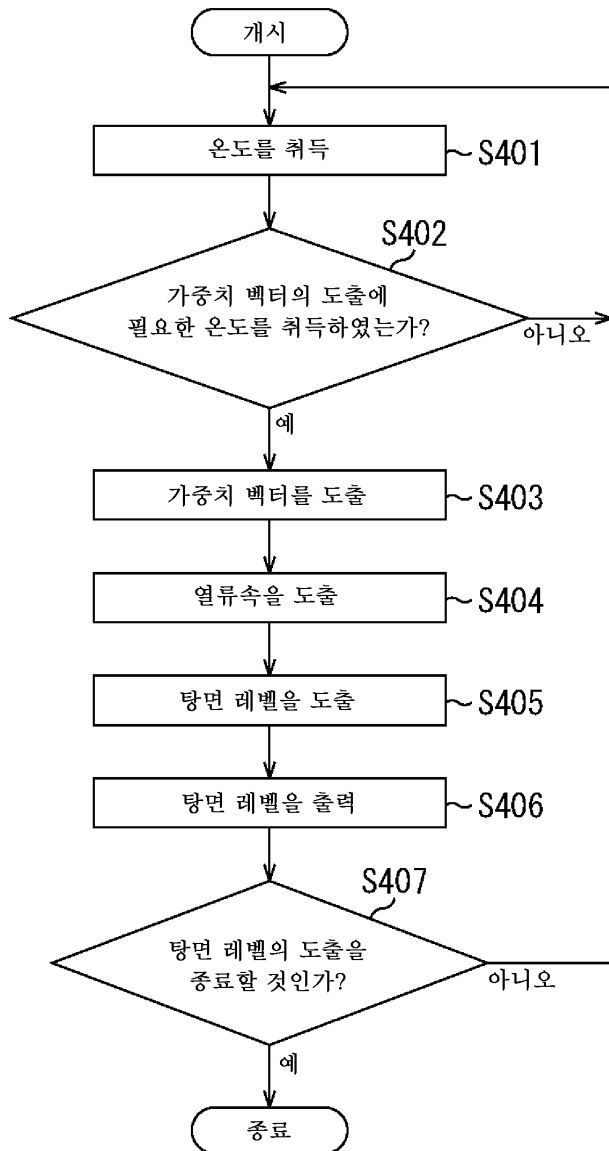 개시
온도를 취득
S401
S402
가중치 벡터의 도출에
필요한 온도를 취득하였는가?
아니오
예
가중치 벡터를 도출
S403
열류속을 도출
S404
탕면 레벨을 도출
S405
탕면 레벨을 출력
S406
S407
탕면 레벨의 도출을
종료할 것인가?
아니오
예
종료